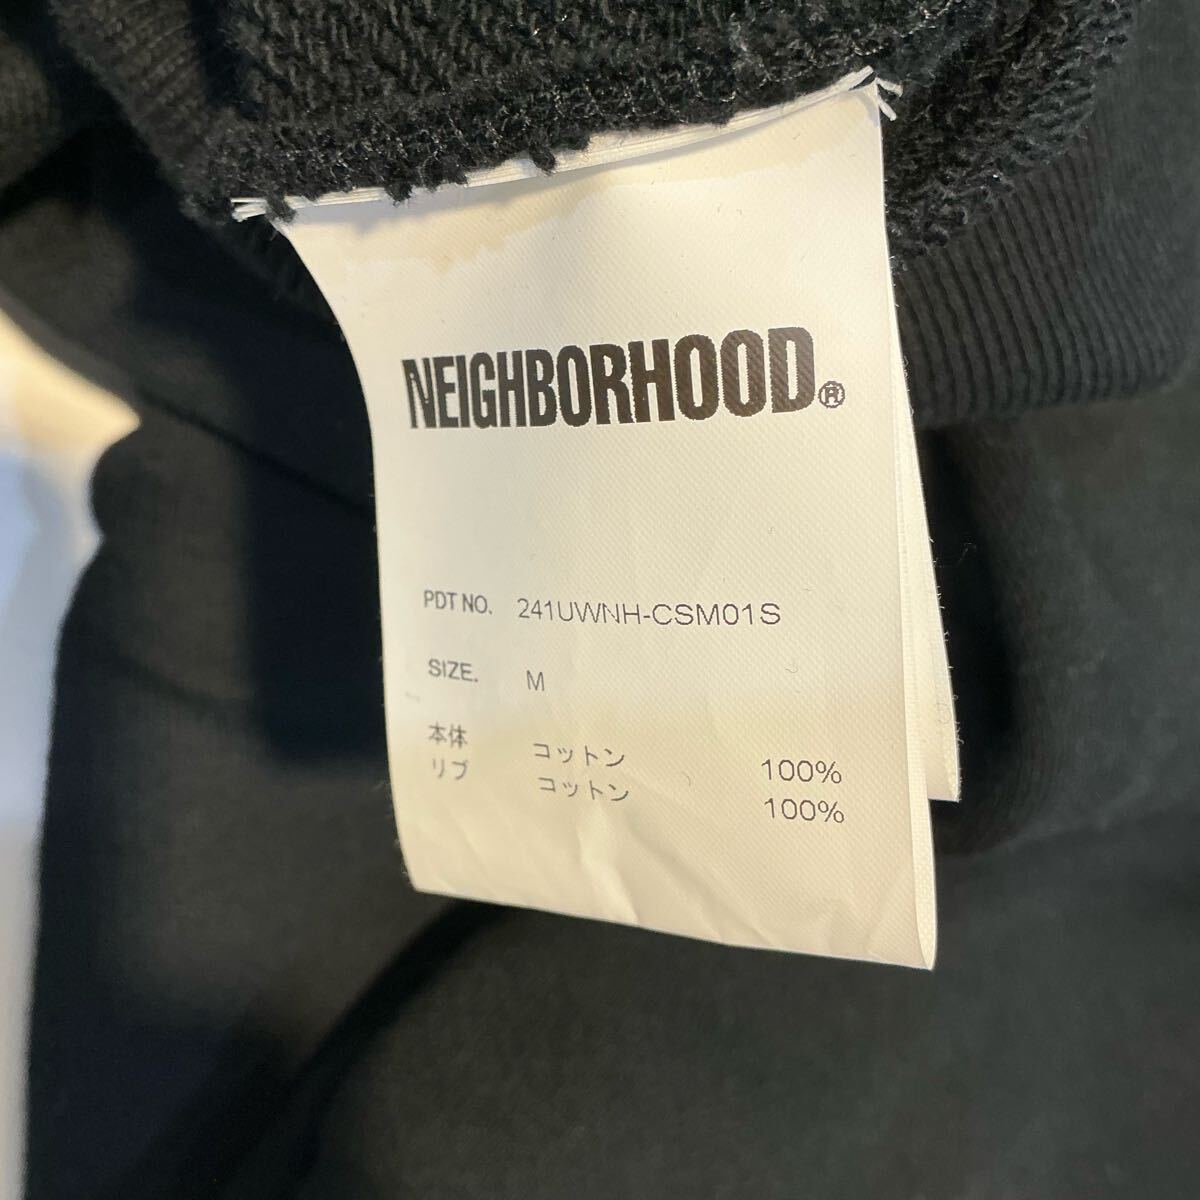 NEIGHBORHOOD®
PDT NO. 241UWNH-CSM01S
SIZE. M
本体 コットン 100%
リブ コットン 100%